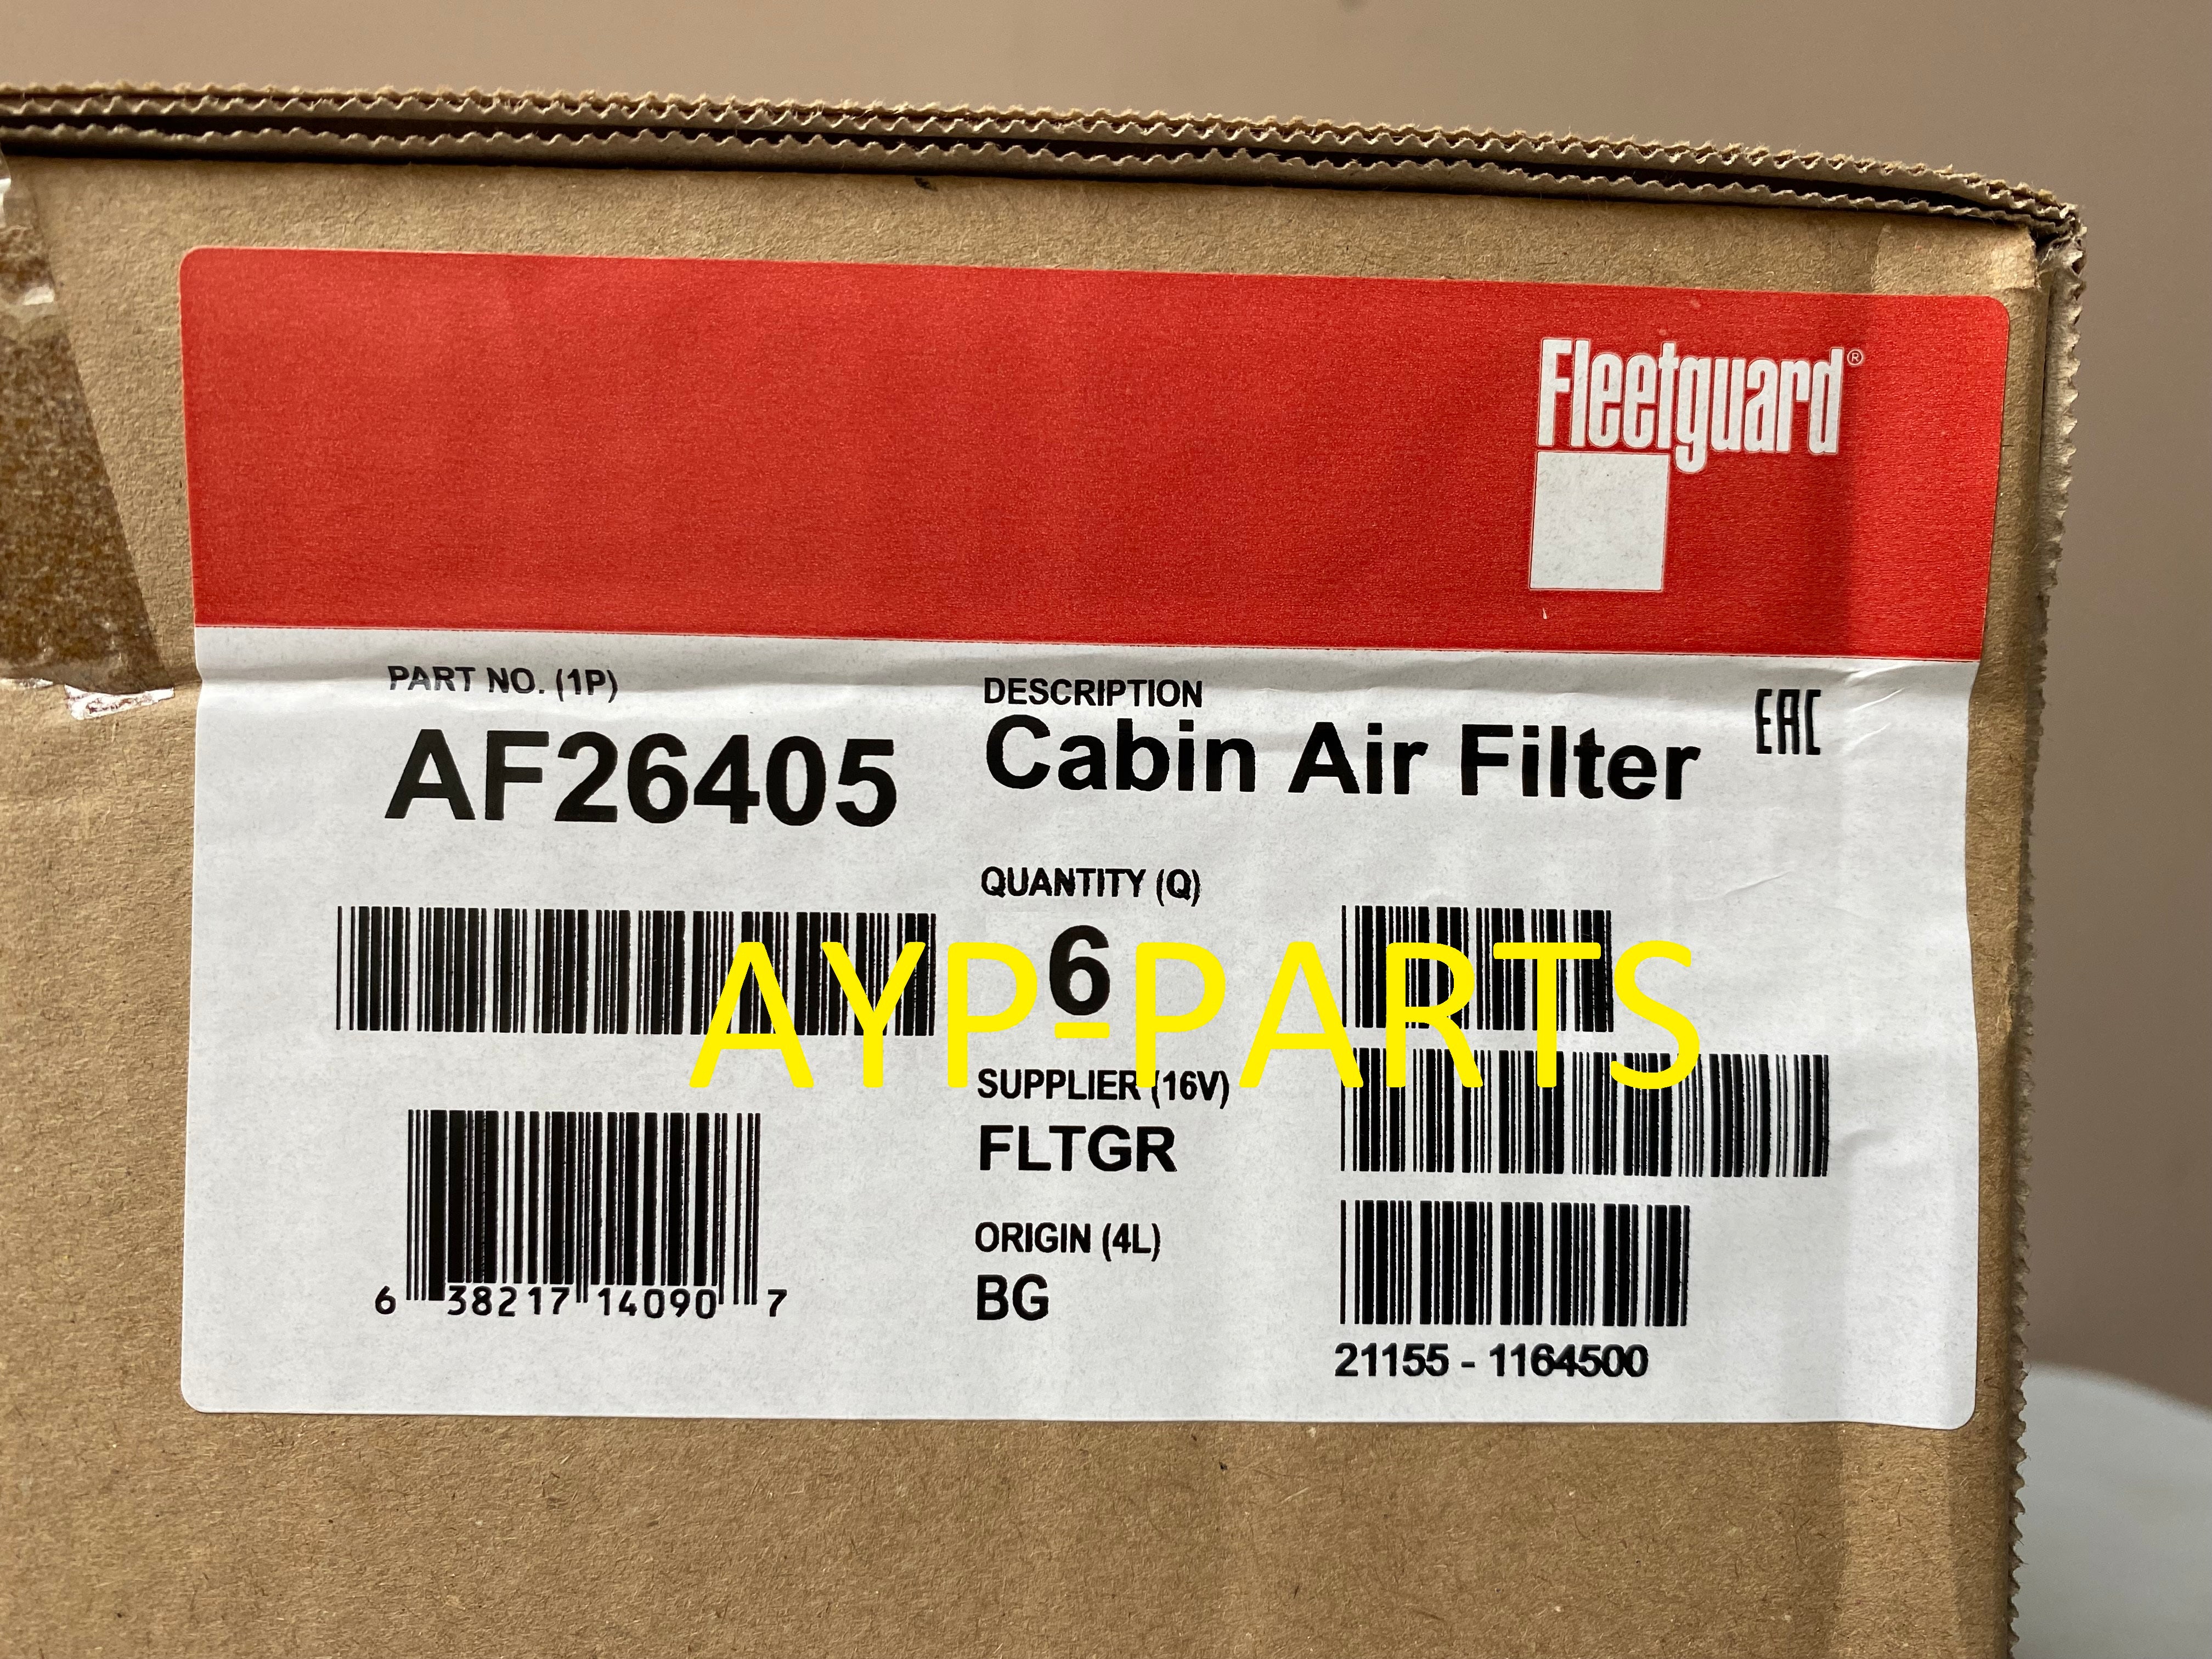 Fleetguard®
PART NO. (1P)
AF26405
DESCRIPTION
Cabin Air Filter
EAC
QUANTITY (Q)
6
AYP-PARTS
SUPPLIER (16V)
FLTGR
ORIGIN (4L)
BG
6 38217 14090 7
21155 - 1164500